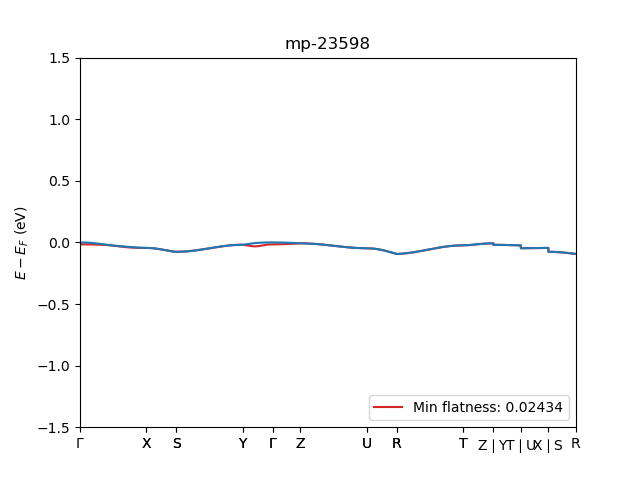 mp-23598
1.5
1.0
0.5
0.0
−0.5
−1.0
−1.5
E − E_F (eV)
Min flatness: 0.02434
Γ X S Y Γ Z U R T Z | Y T | U X | S R